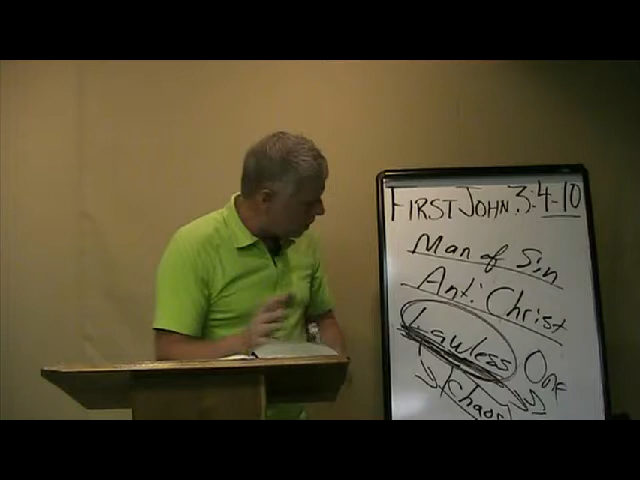 FIRST JOHN 3:4-10
Man of Sin
Anti Christ
Lawless One
chaos